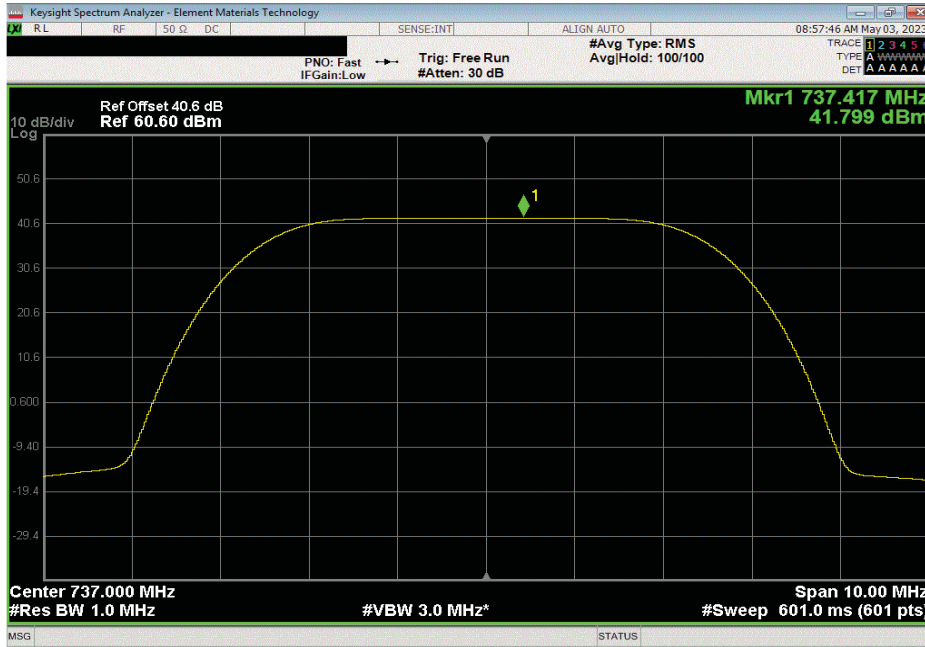 Keysight Spectrum Analyzer - Element Materials Technology
LXI RL RF 50 Ω DC SENSE:INT ALIGN AUTO 08:57:46 AM May 03, 2023
#Avg Type: RMS TRACE 1 2 3 4 5 6
PNO: Fast Trig: Free Run Avg|Hold: 100/100 TYPE A WWWWW
IFGain:Low #Atten: 30 dB DET A A A A A A
Mkr1 737.417 MHz
Ref Offset 40.6 dB 41.799 dBm
10 dB/div Ref 60.60 dBm
Log
50.6
1
40.6
30.6
20.6
10.6
0.600
-9.40
-19.4
-29.4
Center 737.000 MHz Span 10.00 MHz
#Res BW 1.0 MHz #VBW 3.0 MHz* #Sweep 601.0 ms (601 pts)
MSG STATUS